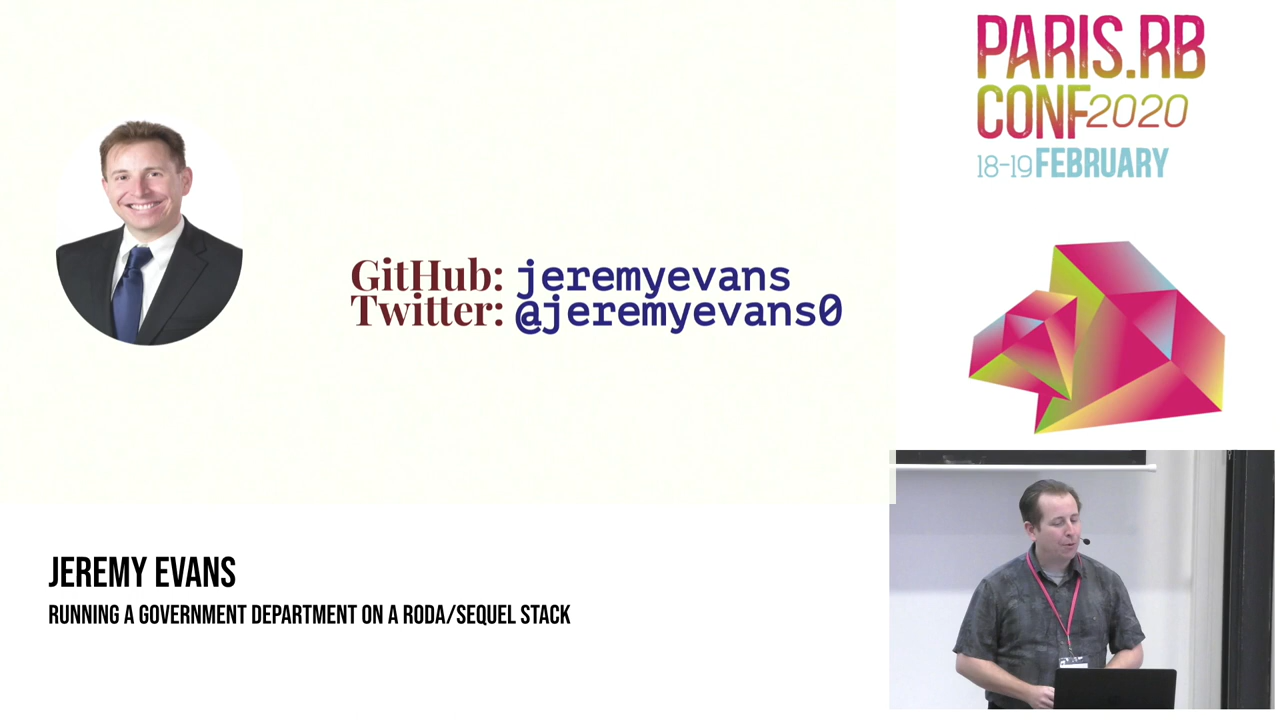 PARIS.RB
CONF2020
18-19 FEBRUARY
GitHub: jeremyevans
Twitter: @jeremyevans0
JEREMY EVANS
RUNNING A GOVERNMENT DEPARTMENT ON A RODA/SEQUEL STACK